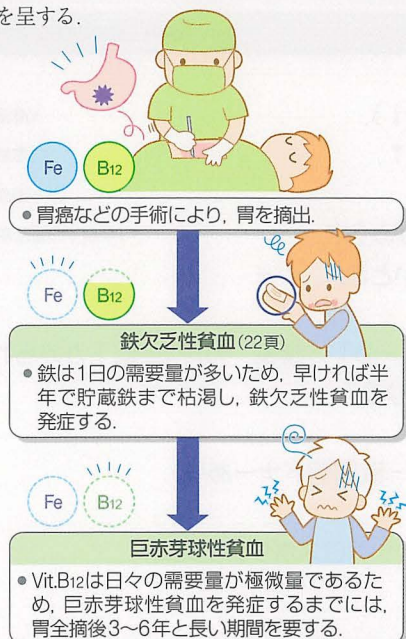 を呈する.
Fe B12
● 胃癌などの手術により, 胃を摘出.
Fe B12
鉄欠乏性貧血(22頁)
● 鉄は1日の需要量が多いため, 早ければ半
年で貯蔵鉄まで枯渇し, 鉄欠乏性貧血を
発症する.
Fe B12
巨赤芽球性貧血
● Vit.B12は日々の需要量が極微量であるた
め, 巨赤芽球性貧血を発症するまでには,
胃全摘後3〜6年と長い期間を要する.